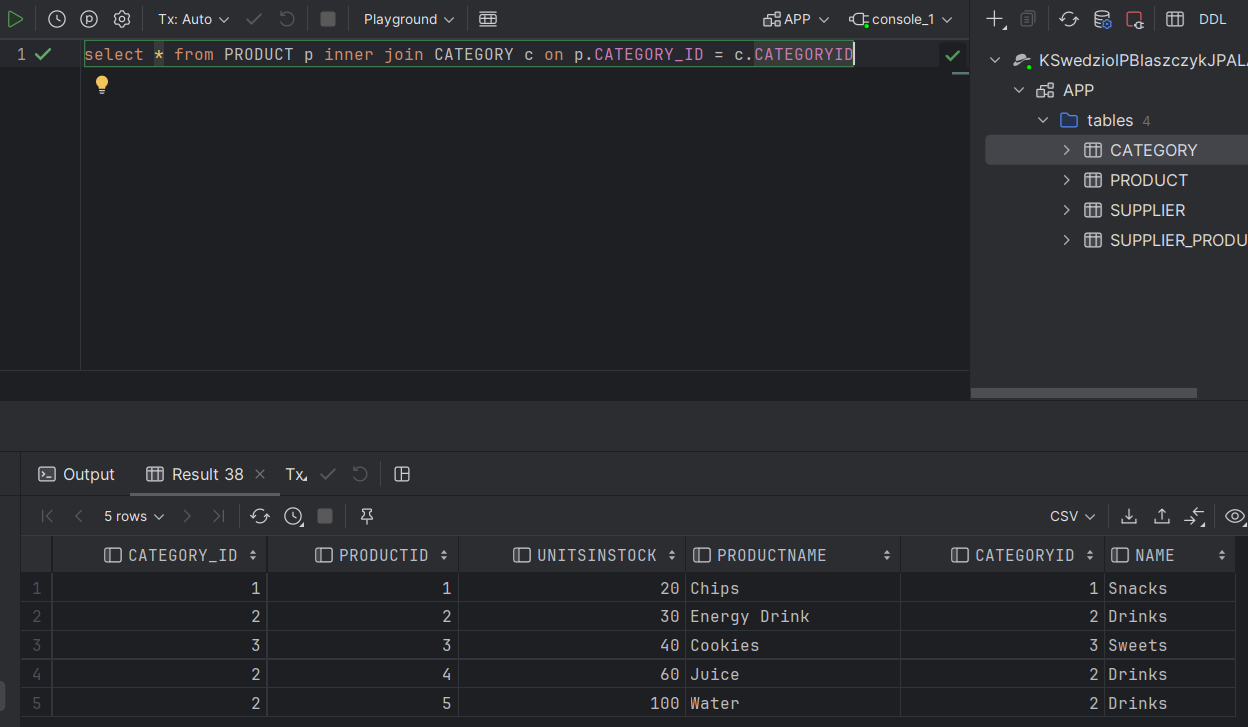 Tx: Auto Playground APP console_1 DDL
1 select * from PRODUCT p inner join CATEGORY c on p.CATEGORY_ID = c.CATEGORYID
APP
tables 4
CATEGORY
PRODUCT
SUPPLIER
SUPPLIER_PRODU
Output Result 38 Tx
5 rows CSV
CATEGORY_ID PRODUCTID UNITSINSTOCK PRODUCTNAME CATEGORYID NAME
1 1 1 20 Chips 1 Snacks
2 2 2 30 Energy Drink 2 Drinks
3 3 3 40 Cookies 3 Sweets
4 2 4 60 Juice 2 Drinks
5 2 5 100 Water 2 Drinks